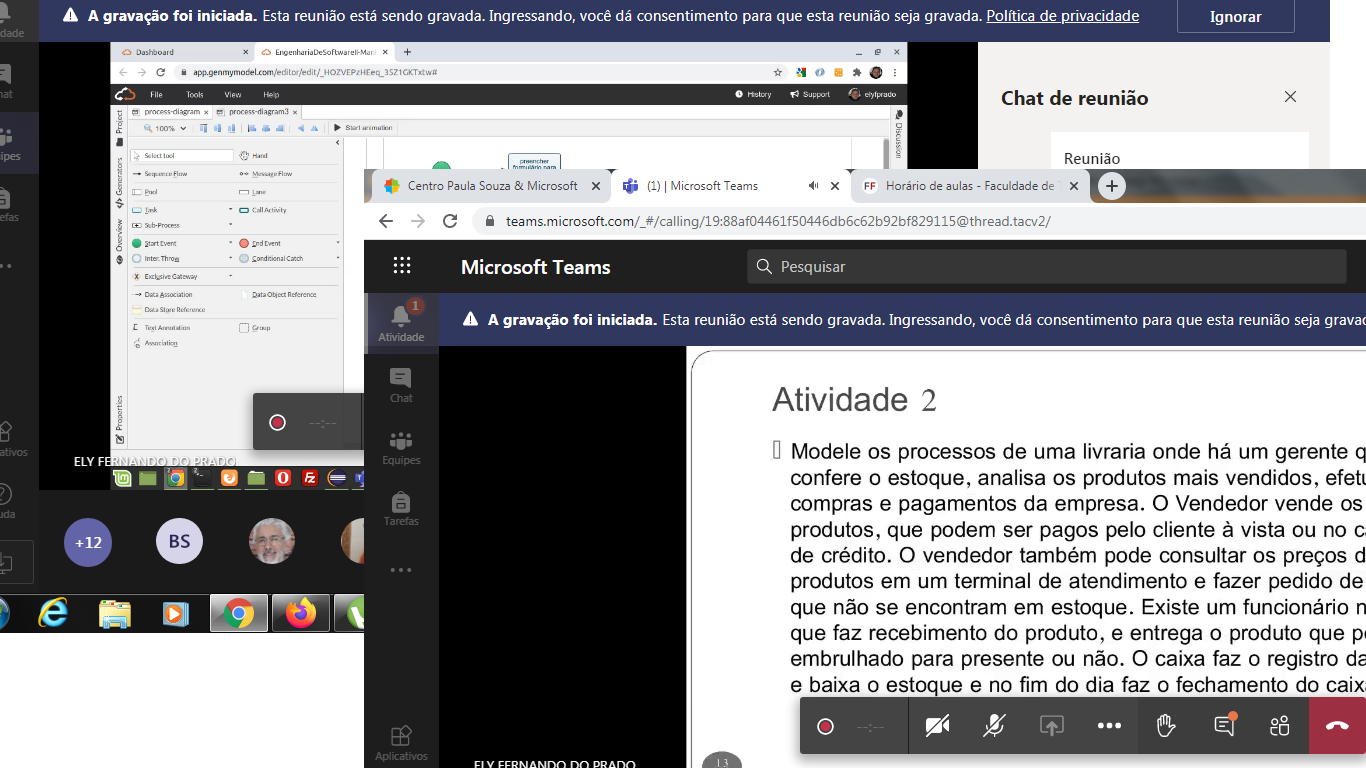 A gravação foi iniciada. Esta reunião está sendo gravada. Ingressando, você dá consentimento para que esta reunião seja gravada. Política de privacidade
Ignorar
Dashboard
EngenhariaDeSoftwareII-Man
app.genmymodel.com/editor/edit/_HOZVEPzHEeq_35Z1GKTxtw#
File Tools View Help
History Support elyfprado
process-diagram process-diagram3
100% Start animation
Project
Generators
Overview
Properties
Discussion
Select tool Hand
Sequence Flow Message Flow
Pool Lane
Task Call Activity
Sub-Process
Start Event End Event
Inter. Throw Conditional Catch
Exclusive Gateway
Data Association Data Object Reference
Data Store Reference
Text Annotation Group
Association
preencher
formulário para
--:--
ELY FERNANDO DO PRADO
+12
BS
Chat de reunião
Reunião
Centro Paula Souza & Microsoft
(1) | Microsoft Teams
Horário de aulas - Faculdade de
teams.microsoft.com/_#/calling/19:88af04461f50446db6c62b92bf829115@thread.tacv2/
Microsoft Teams
Pesquisar
1
Atividade
Chat
Equipes
Tarefas
Aplicativos
A gravação foi iniciada. Esta reunião está sendo gravada. Ingressando, você dá consentimento para que esta reunião seja grava
Atividade 2
Modele os processos de uma livraria onde há um gerente q
confere o estoque, analisa os produtos mais vendidos, efetu
compras e pagamentos da empresa. O Vendedor vende os
produtos, que podem ser pagos pelo cliente à vista ou no ca
de crédito. O vendedor também pode consultar os preços d
produtos em um terminal de atendimento e fazer pedido de
que não se encontram em estoque. Existe um funcionário n
que faz recebimento do produto, e entrega o produto que po
embrulhado para presente ou não. O caixa faz o registro da
e baixa o estoque e no fim do dia faz o fechamento do caixa
--:--
13
ELY FERNANDO DO PRADO